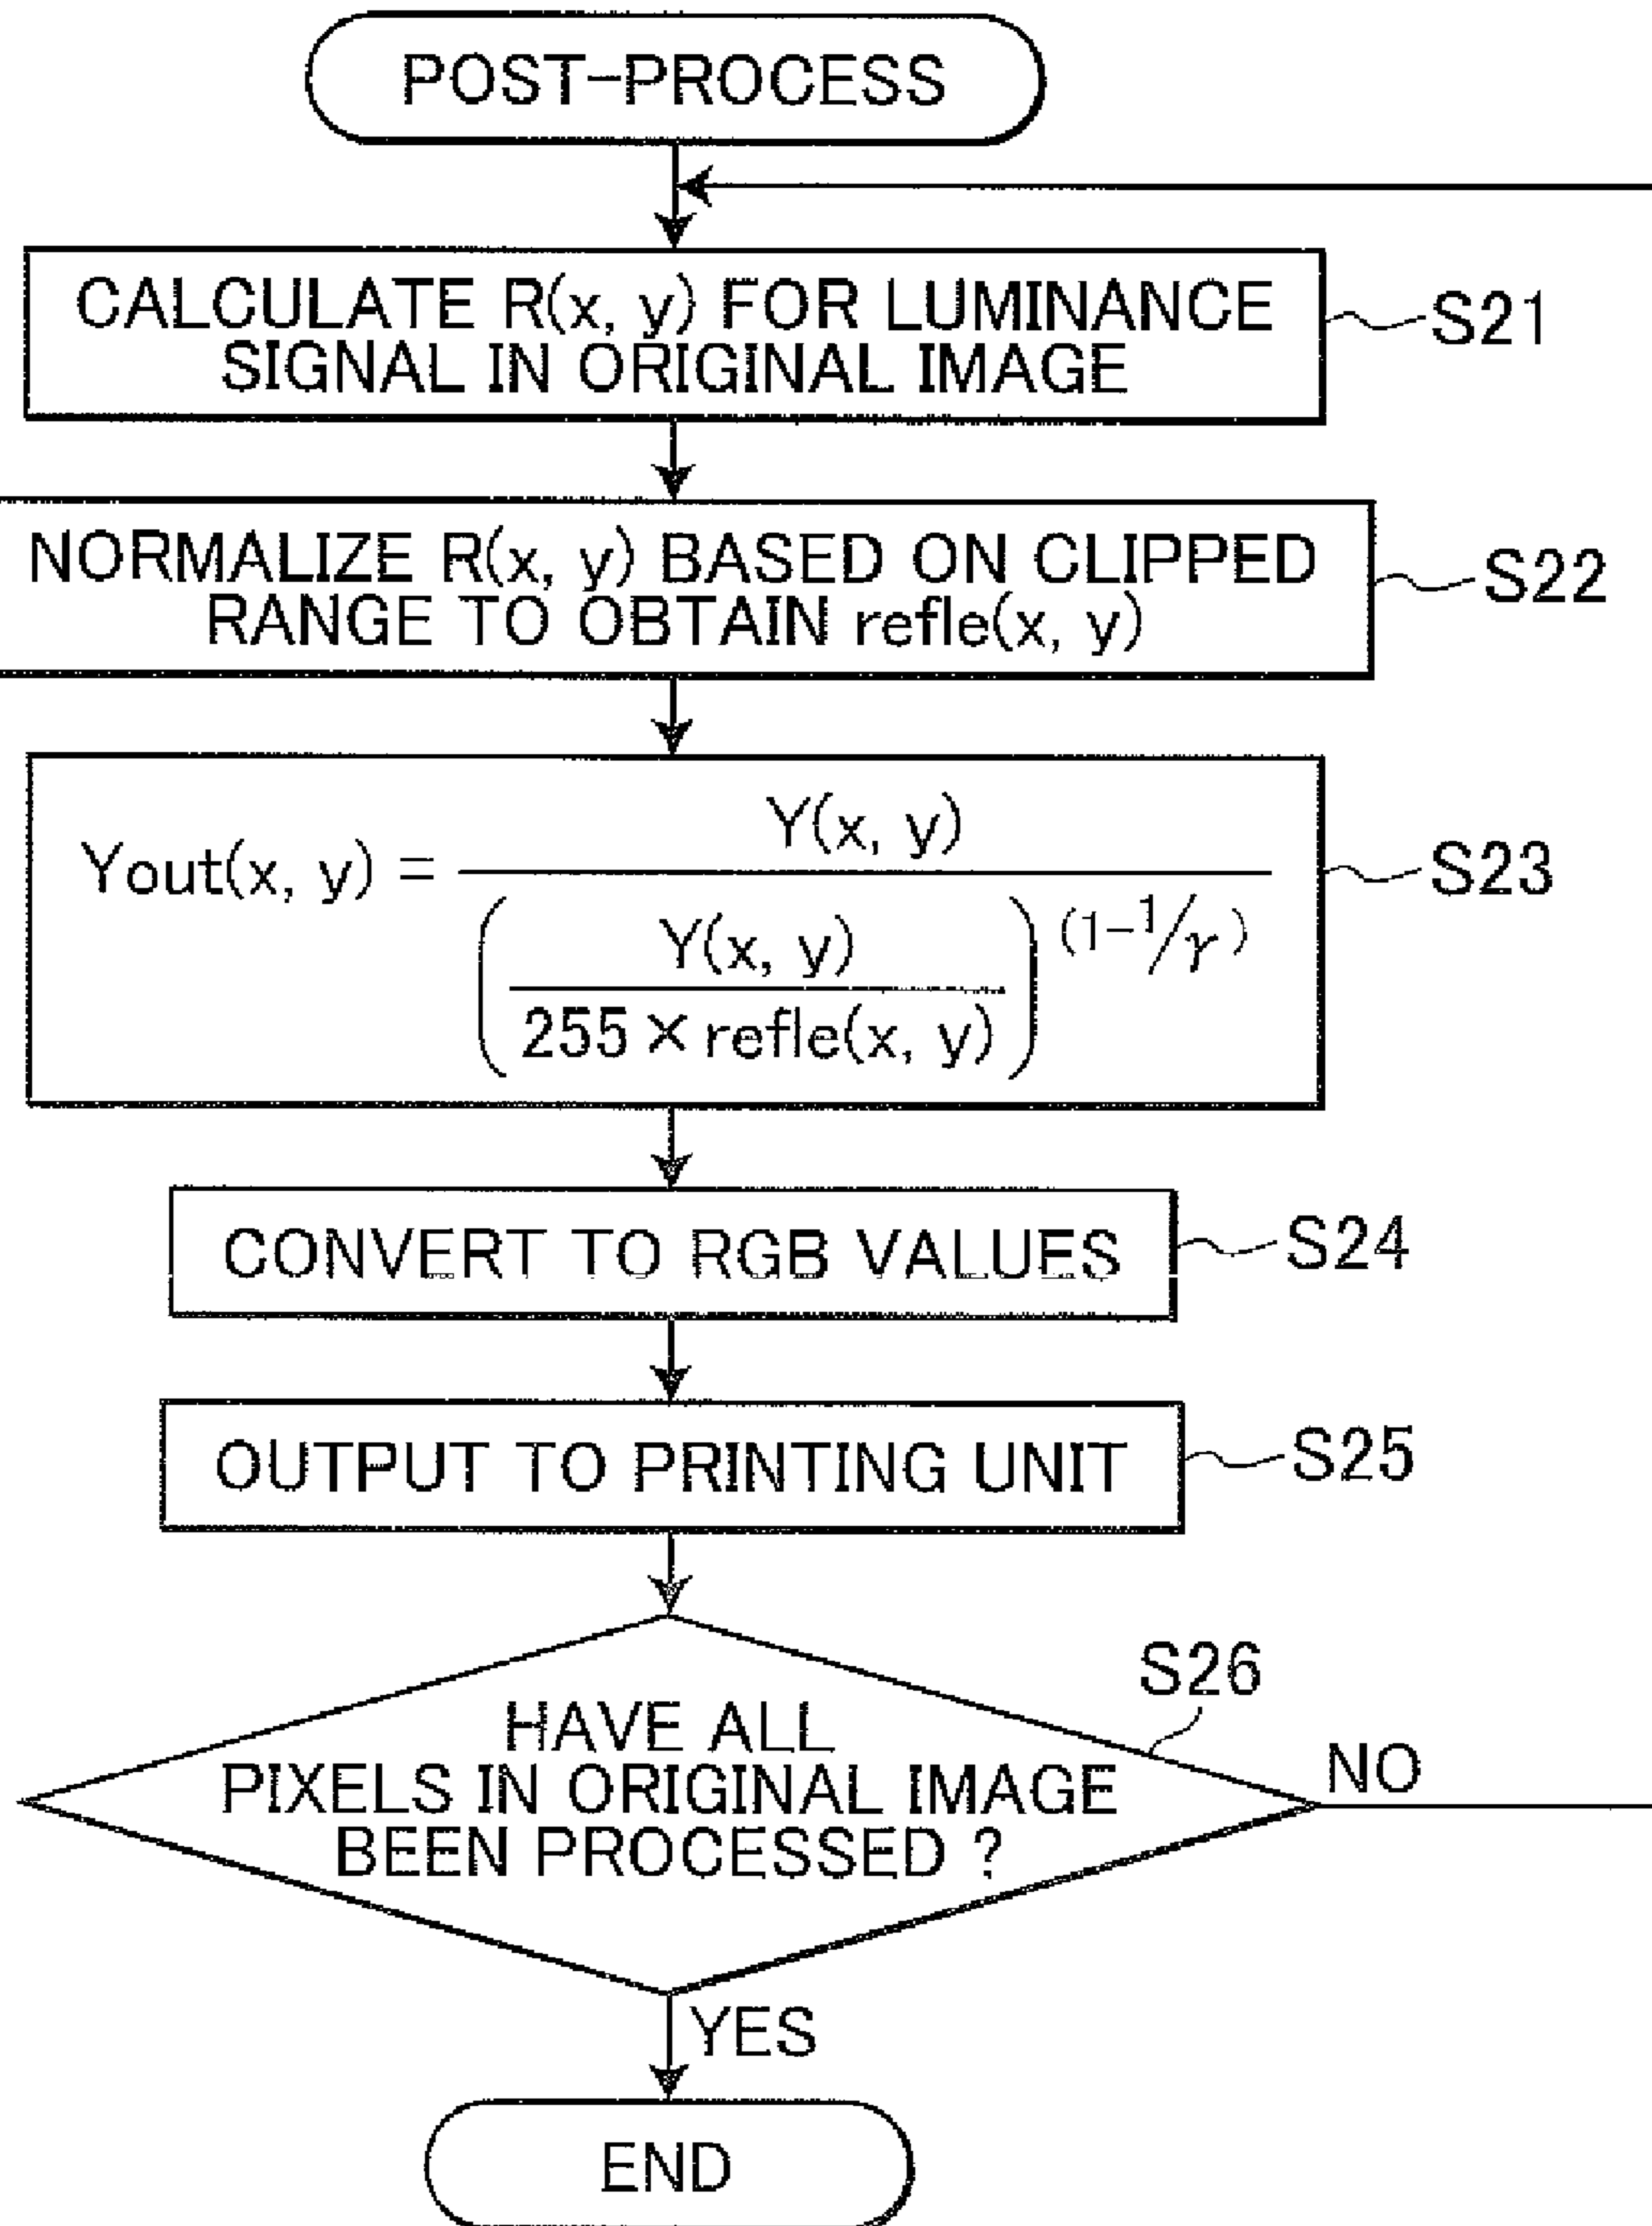 POST-PROCESS
CALCULATE R(x, y) FOR LUMINANCE
SIGNAL IN ORIGINAL IMAGE
S21
NORMALIZE R(x, y) BASED ON CLIPPED
RANGE TO OBTAIN refle(x, y)
S22
Yout(x, y) = Y(x, y) / ( Y(x, y) / 255 × refle(x, y) ) (1−1/γ)
S23
CONVERT TO RGB VALUES
S24
OUTPUT TO PRINTING UNIT
S25
HAVE ALL
PIXELS IN ORIGINAL IMAGE
BEEN PROCESSED ?
S26
NO
YES
END